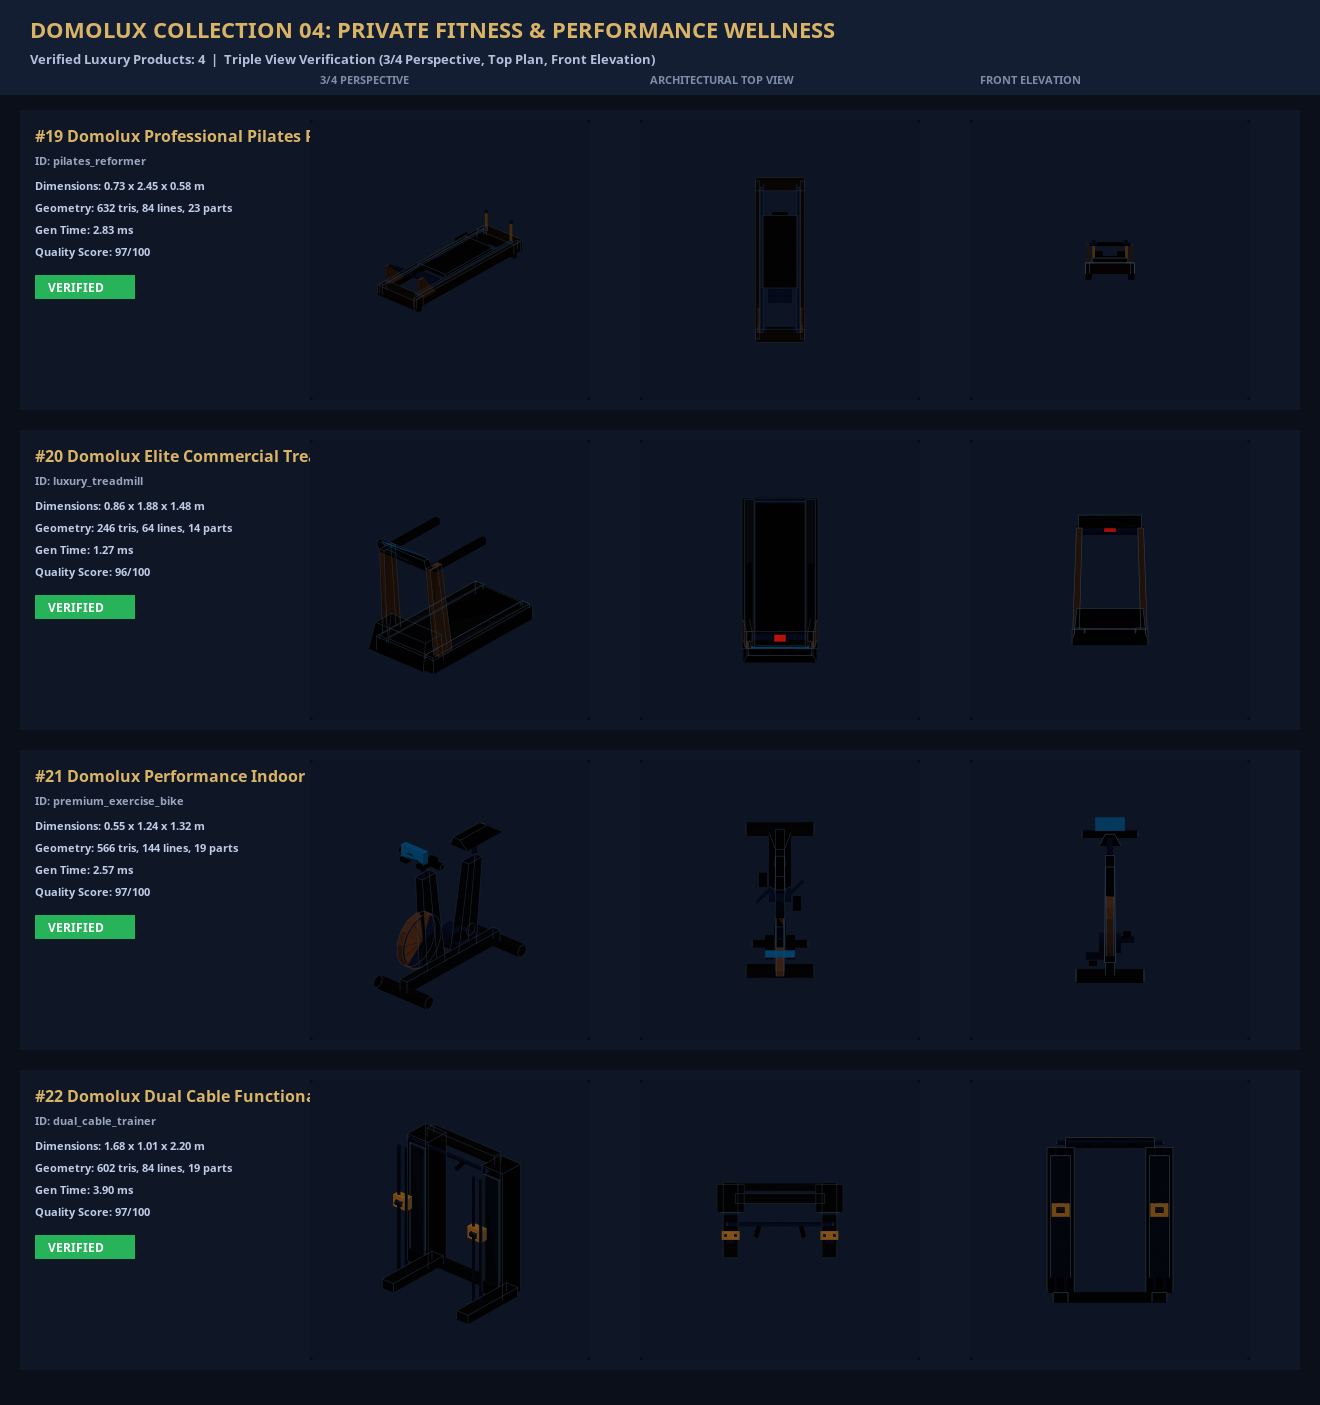 DOMOLUX COLLECTION 04: PRIVATE FITNESS & PERFORMANCE WELLNESS
Verified Luxury Products: 4 | Triple View Verification (3/4 Perspective, Top Plan, Front Elevation)
3/4 PERSPECTIVE
ARCHITECTURAL TOP VIEW
FRONT ELEVATION
#19 Domolux Professional Pilates
ID: pilates_reformer
Dimensions: 0.73 x 2.45 x 0.58 m
Geometry: 632 tris, 84 lines, 23 parts
Gen Time: 2.83 ms
Quality Score: 97/100
VERIFIED
#20 Domolux Elite Commercial
ID: luxury_treadmill
Dimensions: 0.86 x 1.88 x 1.48 m
Geometry: 246 tris, 64 lines, 14 parts
Gen Time: 1.27 ms
Quality Score: 96/100
VERIFIED
#21 Domolux Performance Indoor
ID: premium_exercise_bike
Dimensions: 0.55 x 1.24 x 1.32 m
Geometry: 566 tris, 144 lines, 19 parts
Gen Time: 2.57 ms
Quality Score: 97/100
VERIFIED
#22 Domolux Dual Cable
ID: dual_cable_trainer
Dimensions: 1.68 x 1.01 x 2.20 m
Geometry: 602 tris, 84 lines, 19 parts
Gen Time: 3.90 ms
Quality Score: 97/100
VERIFIED